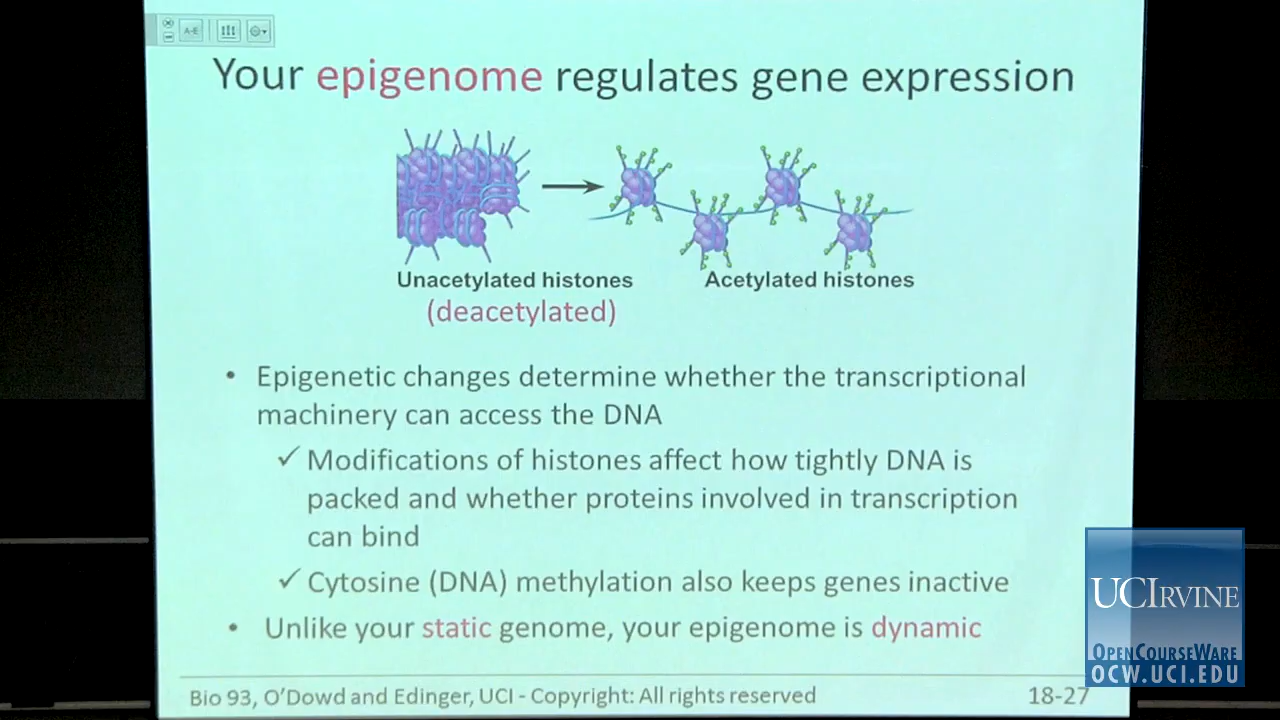 A-E
Your epigenome regulates gene expression
Unacetylated histones
Acetylated histones
(deacetylated)
• Epigenetic changes determine whether the transcriptional
machinery can access the DNA
✓ Modifications of histones affect how tightly DNA is
packed and whether proteins involved in transcription
can bind
✓ Cytosine (DNA) methylation also keeps genes inactive
• Unlike your static genome, your epigenome is dynamic
Bio 93, O'Dowd and Edinger, UCI - Copyright: All rights reserved
18-27
UCIRVINE
OPENCOURSEWARE
OCW.UCI.EDU